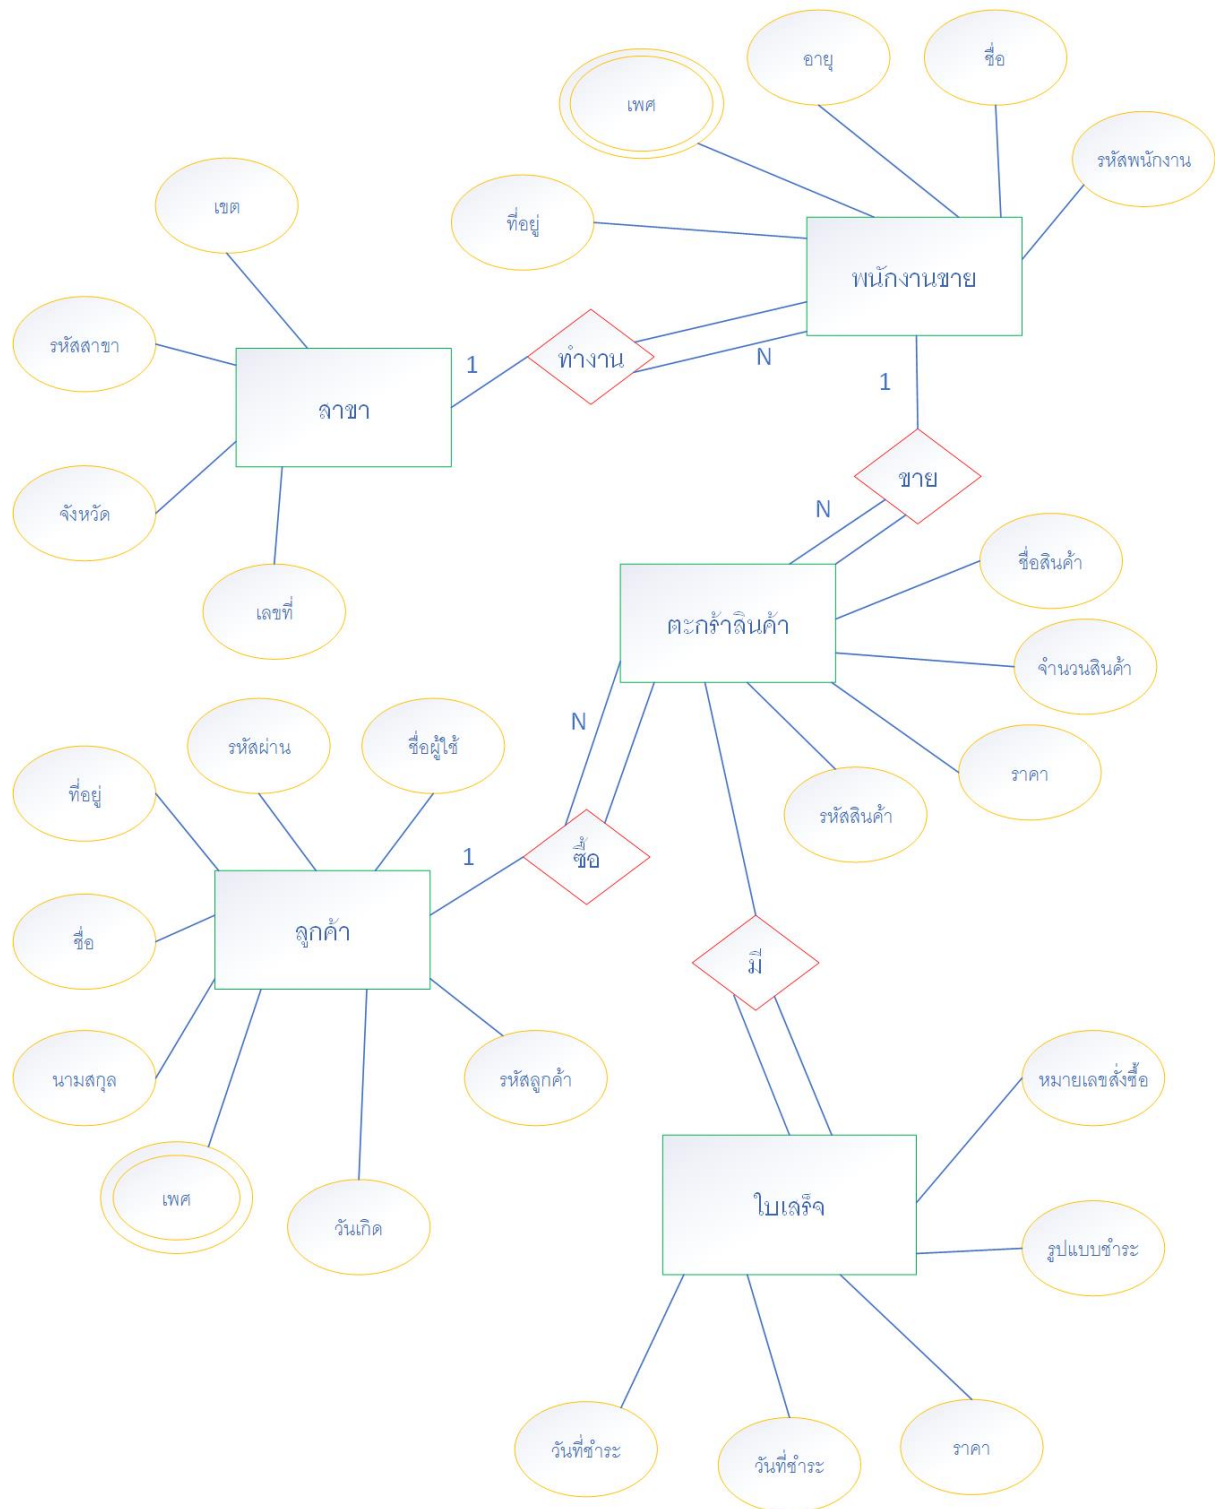 อายุ
ชื่อ
เพศ
รหัสพนักงาน
เขต
ที่อยู่
พนักงานขาย
รหัสสาขา
ทำงาน
N
1
1
สาขา
ขาย
จังหวัด
N
ชื่อสินค้า
เลขที่
ตะกร้าสินค้า
จำนวนสินค้า
N
รหัสผ่าน
ชื่อผู้ใช้
ที่อยู่
ราคา
รหัสสินค้า
1
ซื้อ
ชื่อ
ลูกค้า
มี
นามสกุล
รหัสลูกค้า
หมายเลขสั่งซื้อ
เพศ
วันเกิด
ใบเสร็จ
รูปแบบชำระ
วันที่ชำระ
วันที่ชำระ
ราคา